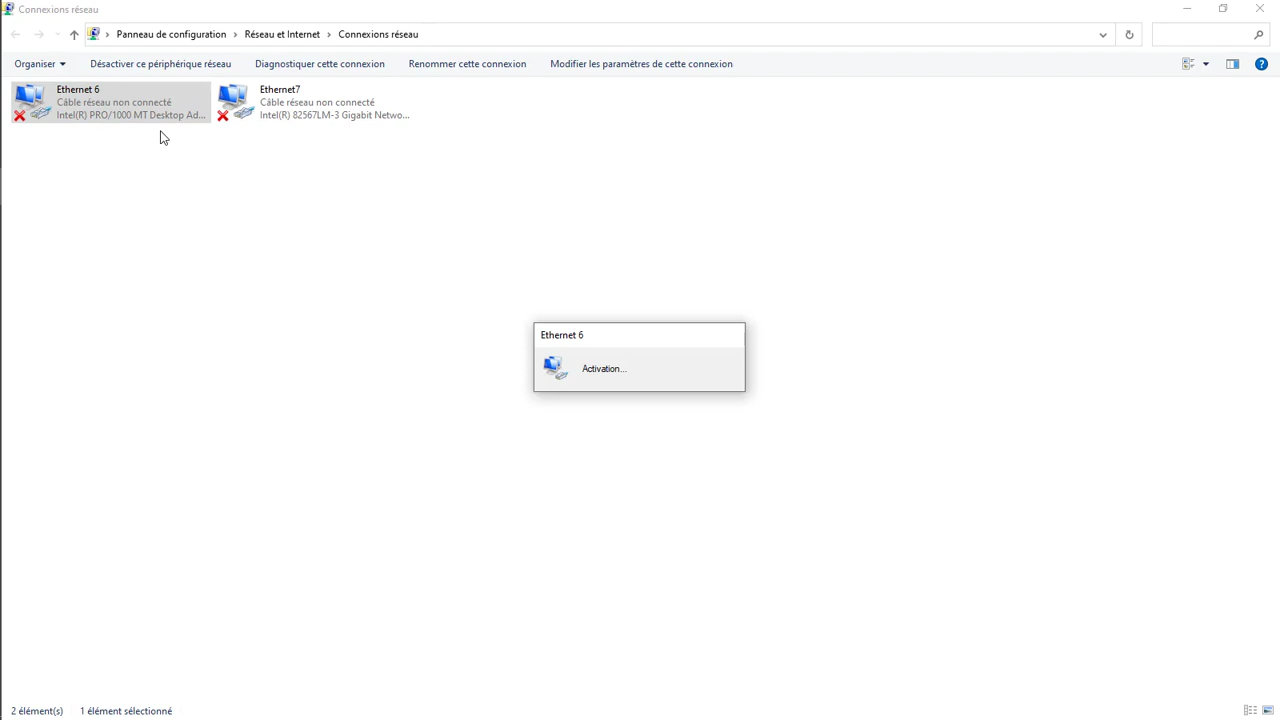 Connexions réseau
Panneau de configuration › Réseau et Internet › Connexions réseau
Organiser Désactiver ce périphérique réseau Diagnostiquer cette connexion Renommer cette connexion Modifier les paramètres de cette connexion
Ethernet 6
Câble réseau non connecté
Intel(R) PRO/1000 MT Desktop Ad...
Ethernet7
Câble réseau non connecté
Intel(R) 82567LM-3 Gigabit Netwo...
Ethernet 6
Activation...
2 élément(s) 1 élément sélectionné